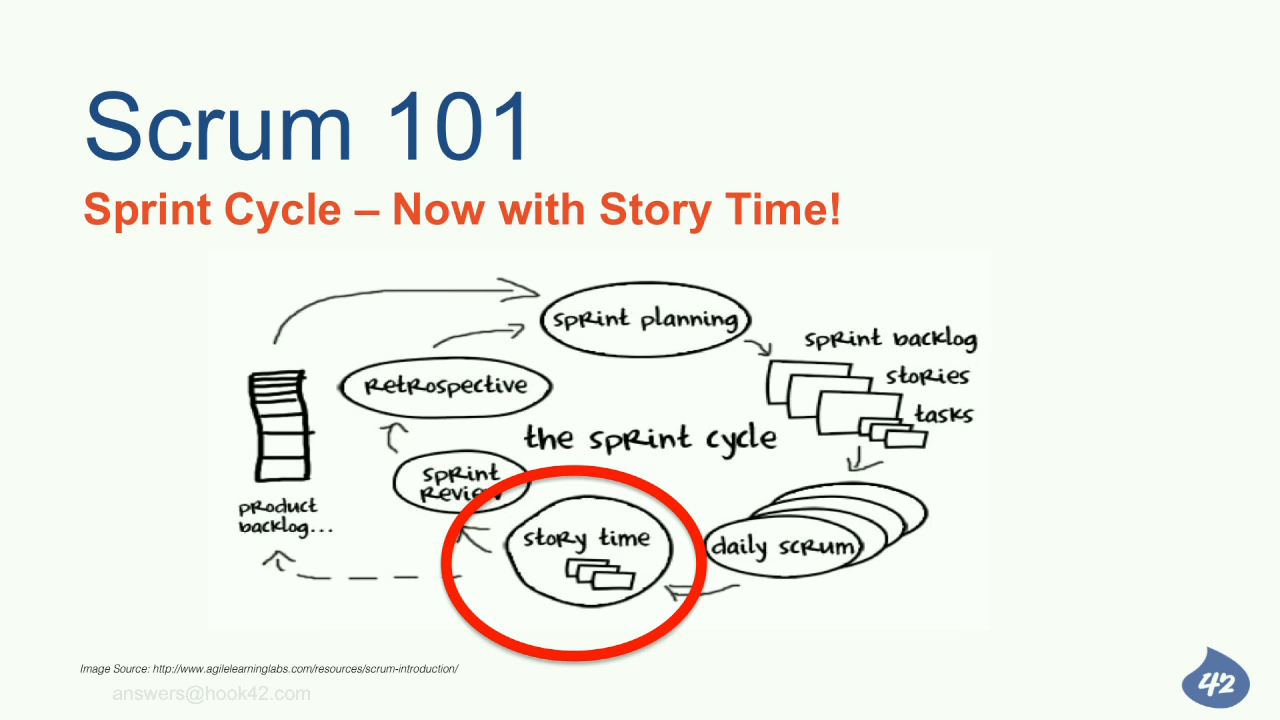 Scrum 101
Sprint Cycle – Now with Story Time!
sprint planning
sprint backlog
stories
tasks
retrospective
the sprint cycle
sprint
review
product
backlog...
story time
daily scrum
Image Source: http://www.agilelearninglabs.com/resources/scrum-introduction/
answers@hook42.com
42